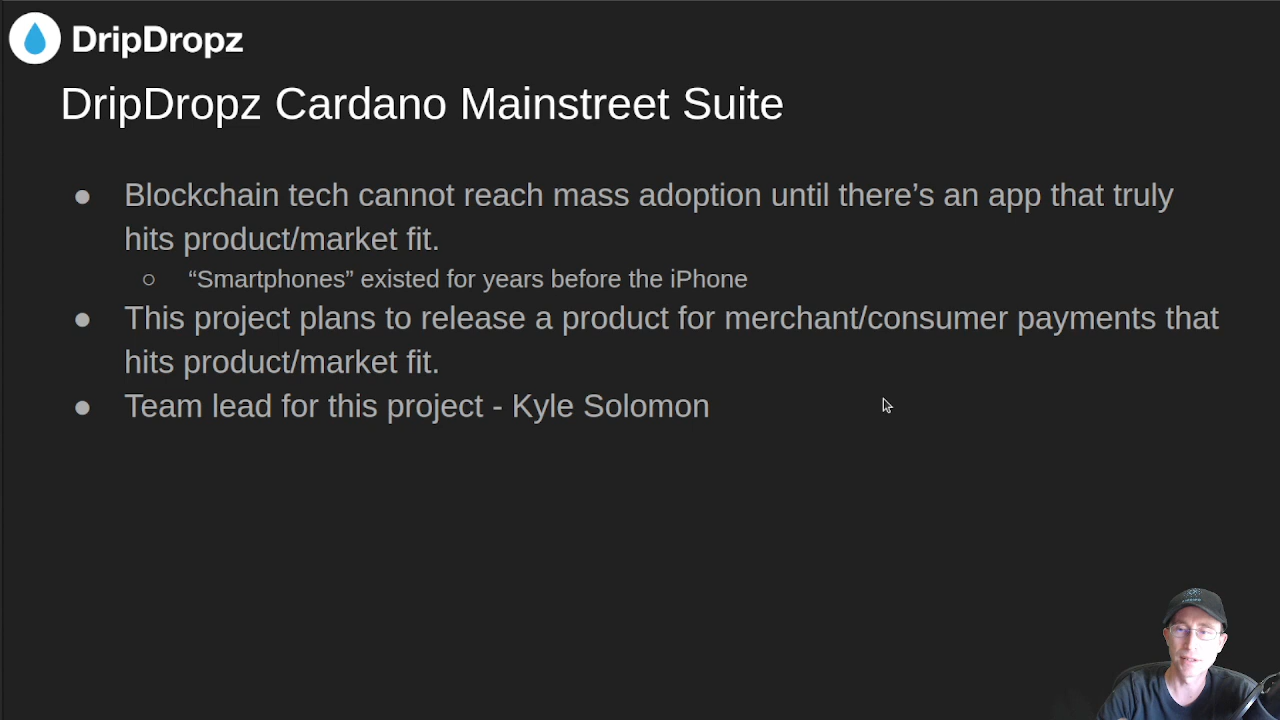 DripDropz
DripDropz Cardano Mainstreet Suite
● Blockchain tech cannot reach mass adoption until there’s an app that truly
hits product/market fit.
○ “Smartphones” existed for years before the iPhone
● This project plans to release a product for merchant/consumer payments that
hits product/market fit.
● Team lead for this project - Kyle Solomon